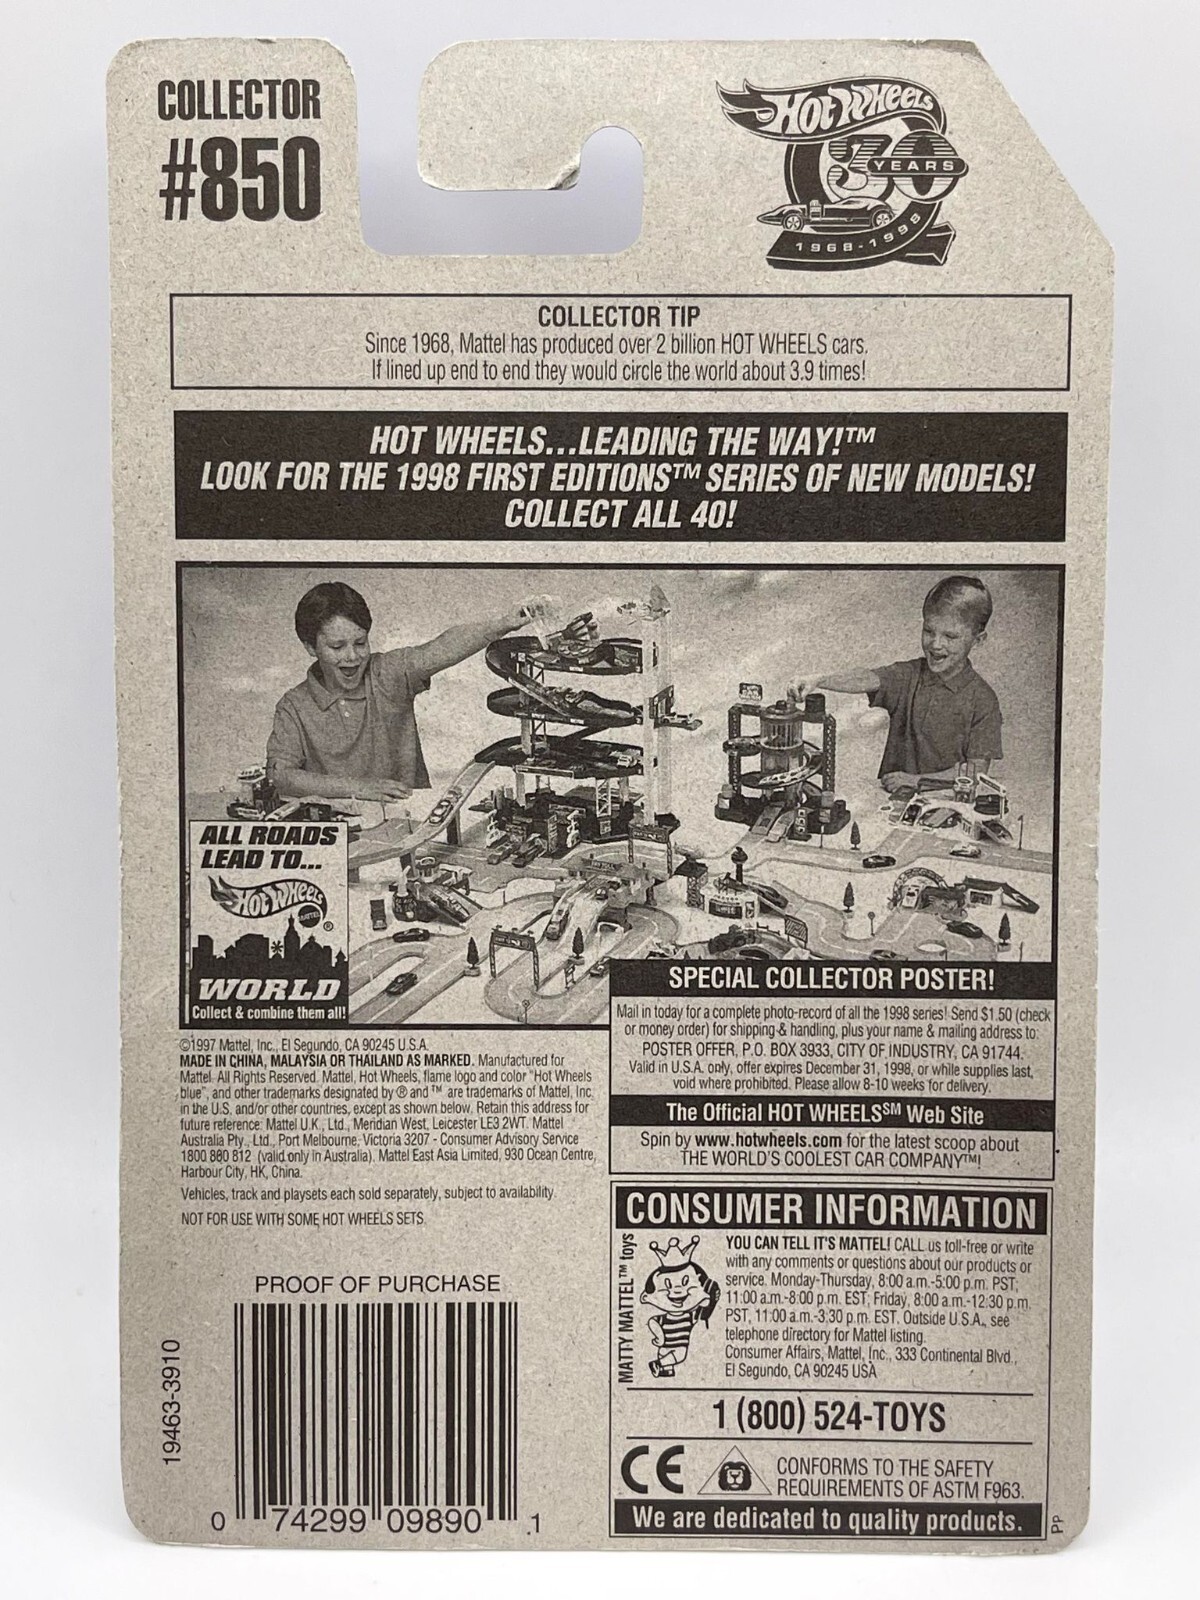 COLLECTOR
#850
Hot Wheels
30
YEARS
1968-1998
COLLECTOR TIP
Since 1968, Mattel has produced over 2 billion HOT WHEELS cars.
If lined up end to end they would circle the world about 3.9 times!
HOT WHEELS...LEADING THE WAY!™
LOOK FOR THE 1998 FIRST EDITIONS™ SERIES OF NEW MODELS!
COLLECT ALL 40!
ALL ROADS
LEAD TO...
Hot Wheels
MATTEL ®
WORLD
Collect & combine them all!
©1997 Mattel, Inc., El Segundo, CA 90245 U.S.A.
MADE IN CHINA, MALAYSIA OR THAILAND AS MARKED. Manufactured for
Mattel. All Rights Reserved. Mattel, Hot Wheels, flame logo and color "Hot Wheels
blue", and other trademarks designated by ® and ™ are trademarks of Mattel, Inc.
in the U.S. and/or other countries, except as shown below. Retain this address for
future reference: Mattel U.K., Ltd., Meridian West, Leicester LE3 2WT. Mattel
Australia Pty., Ltd., Port Melbourne, Victoria 3207 - Consumer Advisory Service
1800 800 812 (valid only in Australia). Mattel East Asia Limited, 930 Ocean Centre,
Harbour City, HK, China.
Vehicles, track and playsets each sold separately, subject to availability.
NOT FOR USE WITH SOME HOT WHEELS SETS.
SPECIAL COLLECTOR POSTER!
Mail in today for a complete photo-record of all the 1998 series! Send $1.50 (check
or money order) for shipping & handling, plus your name & mailing address to:
POSTER OFFER, P.O. BOX 3933, CITY OF INDUSTRY, CA 91744.
Valid in U.S.A. only, offer expires December 31, 1998, or while supplies last,
void where prohibited. Please allow 8-10 weeks for delivery.
The Official HOT WHEELS℠ Web Site
Spin by www.hotwheels.com for the latest scoop about
THE WORLD'S COOLEST CAR COMPANY™!
CONSUMER INFORMATION
MATTY MATTEL™ toys
YOU CAN TELL IT'S MATTEL! CALL us toll-free or write
with any comments or questions about our products or
service. Monday-Thursday, 8:00 a.m.-5:00 p.m. PST;
11:00 a.m.-8:00 p.m. EST; Friday, 8:00 a.m.-12:30 p.m.
PST, 11:00 a.m.-3:30 p.m. EST. Outside U.S.A., see
telephone directory for Mattel listing.
Consumer Affairs, Mattel, Inc., 333 Continental Blvd.,
El Segundo, CA 90245 USA
1 (800) 524-TOYS
CE
CONFORMS TO THE SAFETY
REQUIREMENTS OF ASTM F963.
We are dedicated to quality products.
PP
PROOF OF PURCHASE
19463-3910
0 74299 09890 1